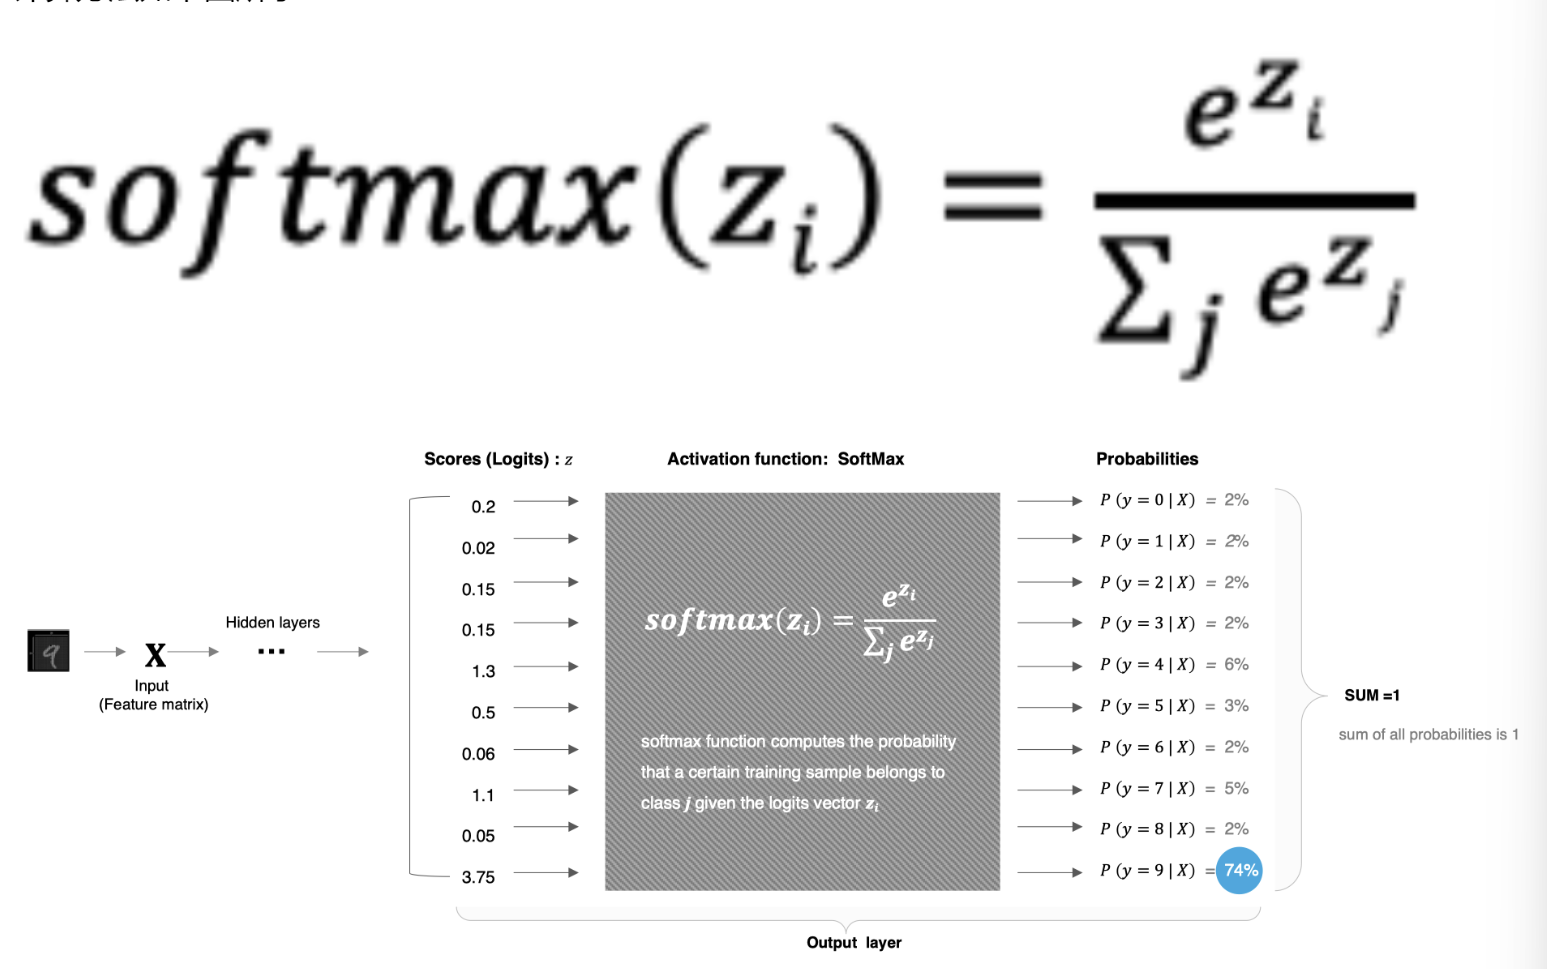 softmax(z_i) = e^{z_i} / ∑_j e^{z_j}
Scores (Logits) : z
Activation function: SoftMax
Probabilities
0.2
0.02
0.15
0.15
1.3
0.5
0.06
1.1
0.05
3.75
Hidden layers
...
9
X
Input
(Feature matrix)
softmax(z_i) = e^{z_i} / ∑_j e^{z_j}
softmax function computes the probability
that a certain training sample belongs to
class j given the logits vector z_i
P (y = 0 | X) = 2%
P (y = 1 | X) = 2%
P (y = 2 | X) = 2%
P (y = 3 | X) = 2%
P (y = 4 | X) = 6%
P (y = 5 | X) = 3%
P (y = 6 | X) = 2%
P (y = 7 | X) = 5%
P (y = 8 | X) = 2%
P (y = 9 | X) = 74%
SUM =1
sum of all probabilities is 1
Output layer